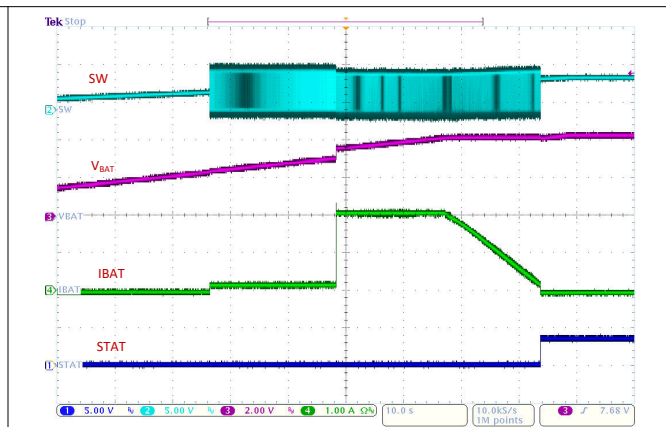 Tek Stop
SW
2 SW
VBAT
3 VBAT
IBAT
4 IBAT
STAT
1 STAT
1 5.00 V 2 5.00 V 3 2.00 V 4 1.00 A Ω 10.0 s 10.0kS/s 3 7.68 V
1M points